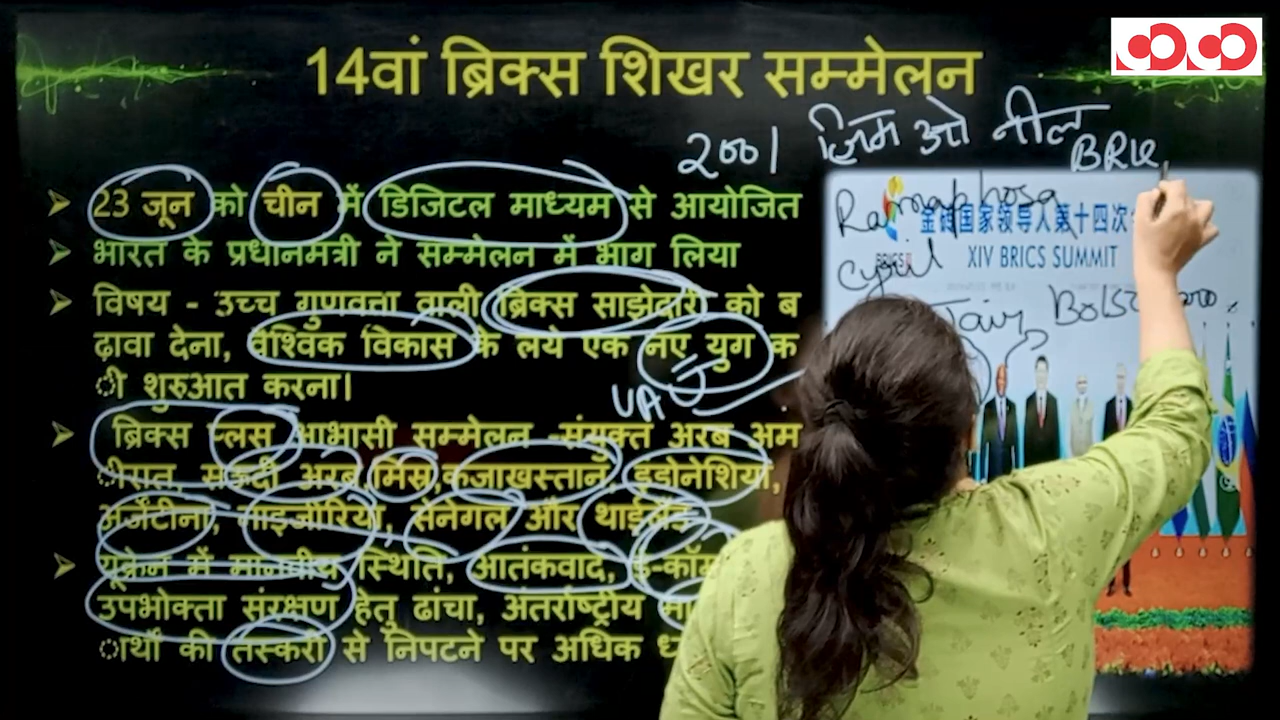 14वां ब्रिक्स शिखर सम्मेलन
2001 जिम ओ नील
BRIC
23 जून को चीन में डिजिटल माध्यम से आयोजित
भारत के प्रधानमंत्री ने सम्मेलन में भाग लिया
विषय - उच्च गुणवत्ता वाली ब्रिक्स साझेदारी को ब
ढ़ावा देना, वैश्विक विकास के लये एक नए युग क
ी शुरुआत करना।
UAE
ब्रिक्स प्लस आभासी सम्मेलन -संयुक्त अरब अम
ीरात, सऊदी अरब, मिस्र,कजाखस्तान, इंडोनेशिया,
अर्जेंटीना, नाइजीरिया, सेनेगल और थाईलैंड
यूक्रेन में मानवीय स्थिति, आतंकवाद, ई-कॉम
उपभोक्ता संरक्षण हेतु ढांचा, अंतर्राष्ट्रीय
ार्थों की तस्करी से निपटने पर अधिक
Ramaphosa
金砖国家领导人第十四次
BRICS
XIV BRICS SUMMIT
Cyril
Jair Bolsonaro